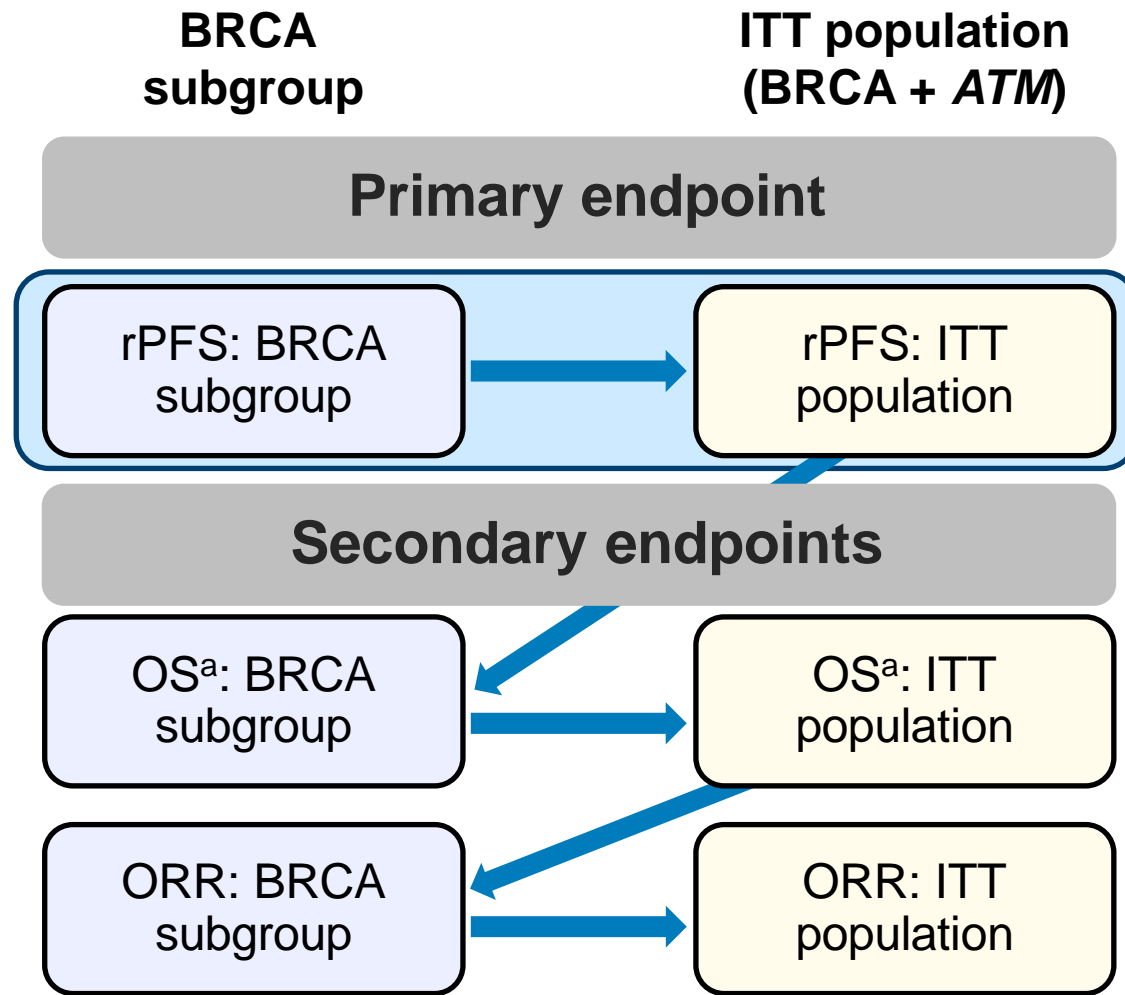 BRCA
subgroup
ITT population
(BRCA + ATM)
Primary endpoint
rPFS: BRCA
subgroup
rPFS: ITT
population
Secondary endpoints
OSᵃ: BRCA
subgroup
OSᵃ: ITT
population
ORR: BRCA
subgroup
ORR: ITT
population